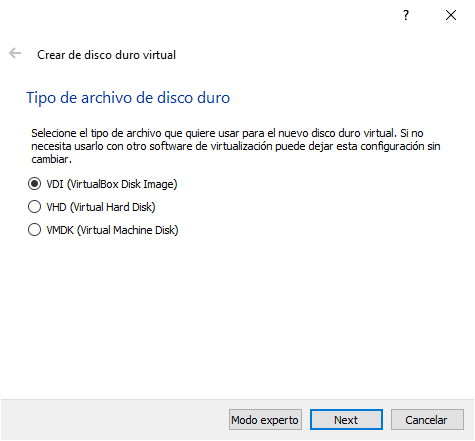 ?
Crear de disco duro virtual
Tipo de archivo de disco duro
Selecione el tipo de archivo que quiere usar para el nuevo disco duro virtual. Si no
necesita usarlo con otro software de virtualización puede dejar esta configuración sin
cambiar.
VDI (VirtualBox Disk Image)
VHD (Virtual Hard Disk)
VMDK (Virtual Machine Disk)
Modo experto Next Cancelar